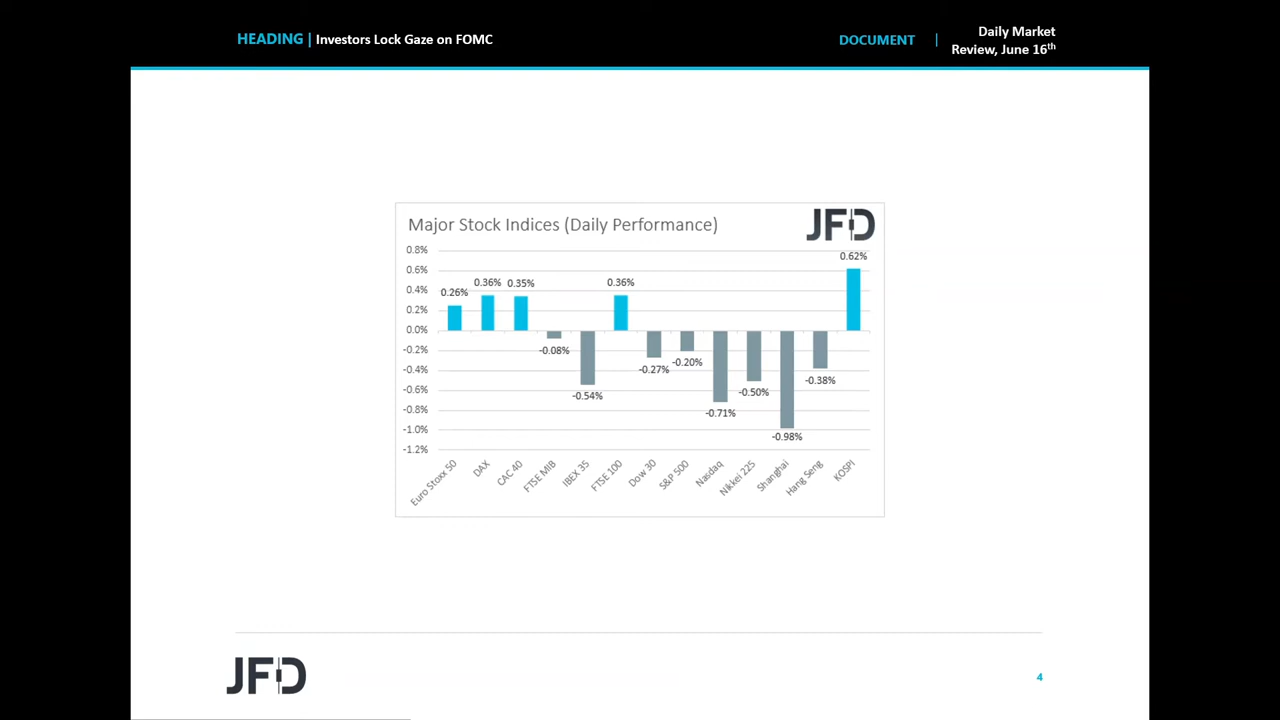 HEADING | Investors Lock Gaze on FOMC
DOCUMENT |
Daily Market
Review, June 16th
Major Stock Indices (Daily Performance)
JFD
0.8%
0.6%
0.4%
0.2%
0.0%
-0.2%
-0.4%
-0.6%
-0.8%
-1.0%
-1.2%
0.26%
0.36%
0.35%
-0.08%
-0.54%
0.36%
-0.27%
-0.20%
-0.71%
-0.50%
-0.98%
-0.38%
0.62%
Euro Stoxx 50
DAX
CAC 40
FTSE MIB
IBEX 35
FTSE 100
Dow 30
S&P 500
Nasdaq
Nikkei 225
Shanghai
Hang Seng
KOSPI
JFD
4